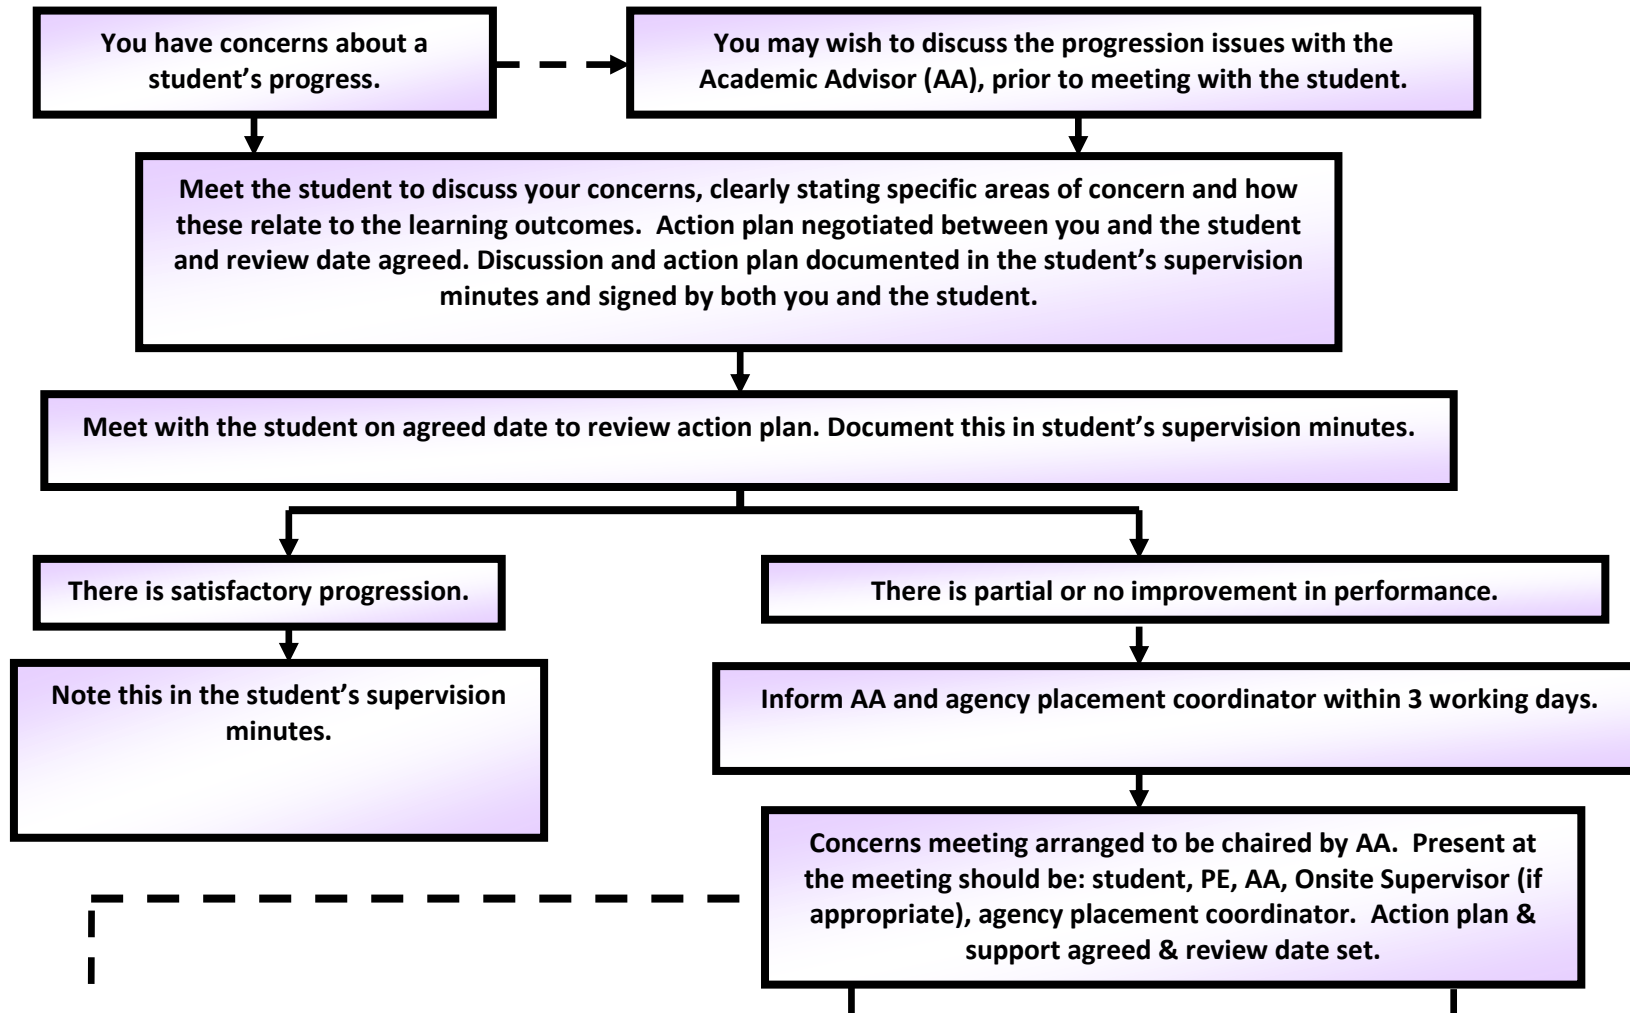 You have concerns about a
student’s progress.
You may wish to discuss the progression issues with the
Academic Advisor (AA), prior to meeting with the student.
Meet the student to discuss your concerns, clearly stating specific areas of concern and how
these relate to the learning outcomes.  Action plan negotiated between you and the student
and review date agreed. Discussion and action plan documented in the student’s supervision
minutes and signed by both you and the student.
Meet with the student on agreed date to review action plan. Document this in student’s supervision minutes.
There is satisfactory progression.
There is partial or no improvement in performance.
Note this in the student’s supervision
minutes.
Inform AA and agency placement coordinator within 3 working days.
Concerns meeting arranged to be chaired by AA.  Present at
the meeting should be: student, PE, AA, Onsite Supervisor (if
appropriate), agency placement coordinator.  Action plan &
support agreed & review date set.